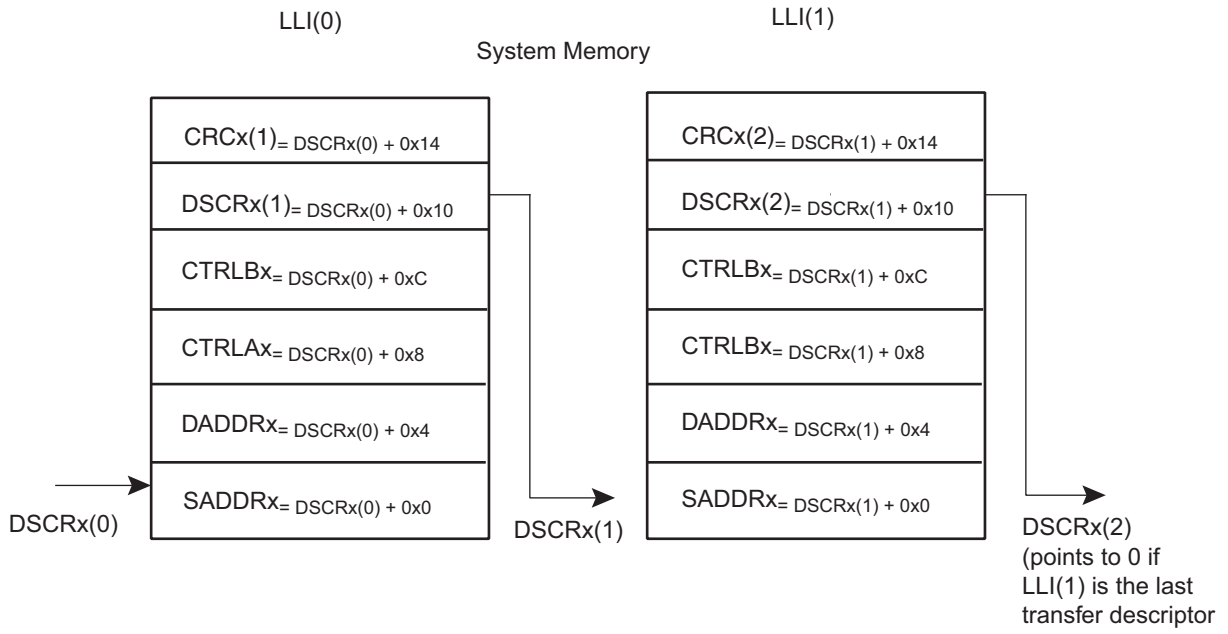 LLI(0)
LLI(1)
System Memory
CRCx(1)= DSCRx(0) + 0x14
DSCRx(1)= DSCRx(0) + 0x10
CTRLBx= DSCRx(0) + 0xC
CTRLAx= DSCRx(0) + 0x8
DADDRx= DSCRx(0) + 0x4
SADDRx= DSCRx(0) + 0x0
DSCRx(0)
DSCRx(1)
CRCx(2)= DSCRx(1) + 0x14
DSCRx(2)= DSCRx(1) + 0x10
CTRLBx= DSCRx(1) + 0xC
CTRLBx= DSCRx(1) + 0x8
DADDRx= DSCRx(1) + 0x4
SADDRx= DSCRx(1) + 0x0
DSCRx(2)
(points to 0 if
LLI(1) is the last
transfer descriptor